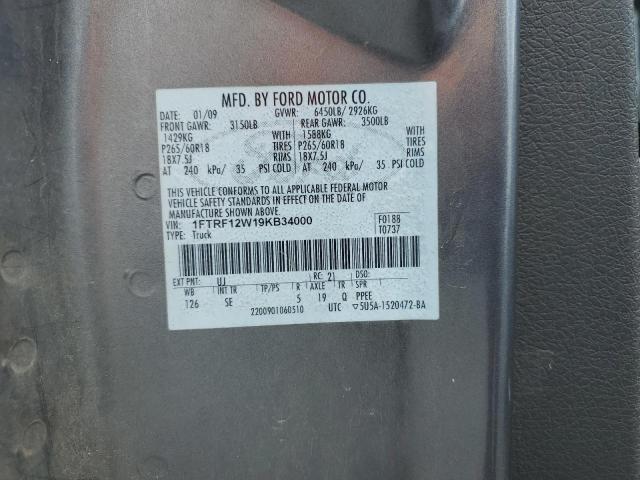 MFD. BY FORD MOTOR CO.
DATE: 01/09 GVWR: 6450LB/ 2926KG
FRONT GAWR: 3150LB REAR GAWR: 3500LB
1429KG WITH 1588KG WITH
P265/60R18 TIRES P265/60R18 TIRES
18X7.5J RIMS 18X7.5J RIMS
AT 240 kPa/ 35 PSI COLD AT 240 kPa/ 35 PSI COLD
THIS VEHICLE CONFORMS TO ALL APPLICABLE FEDERAL MOTOR
VEHICLE SAFETY STANDARDS IN EFFECT ON THE DATE OF
MANUFACTURE SHOWN ABOVE.
VIN: 1FTRF12W19KB34000 F0188
TYPE: Truck T0737
EXT PNT: UJ RC: 21 DSO:
WB INT TR TP/PS R AXLE TR SPR
126 SE 5 19 Q PPEE
2200901060510 UTC 5U5A-1520472-BA